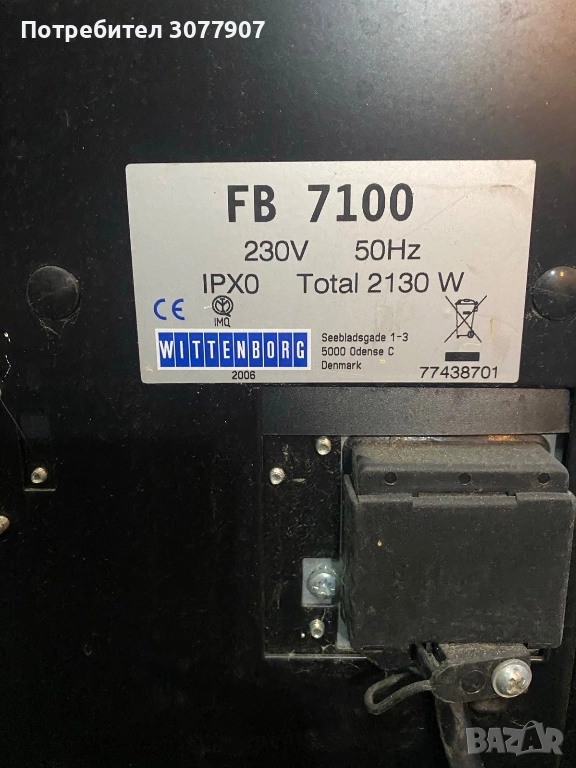 Потребител 3077907
FB 7100
230V 50Hz
IPX0 Total 2130 W
CE IMQ
WITTENBORG
2006
Seebladsgade 1-3
5000 Odense C
Denmark
77438701
BAZAR